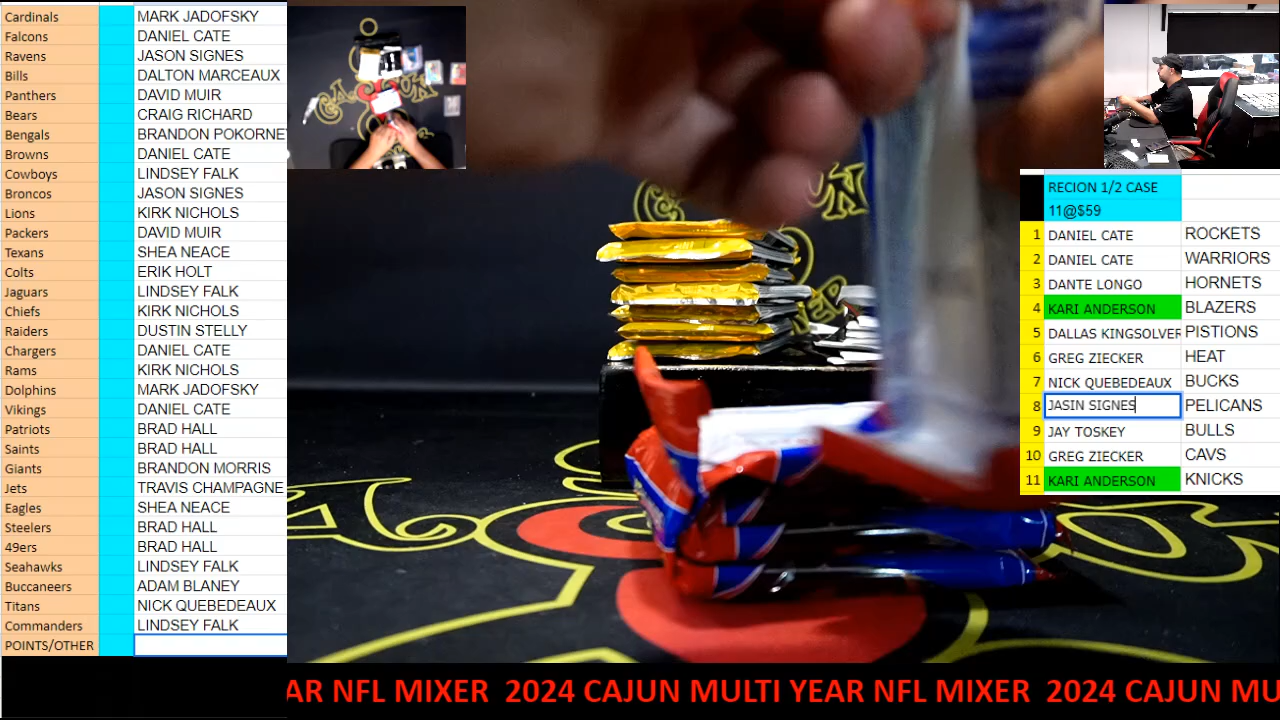 Cardinals MARK JADOFSKY
Falcons DANIEL CATE
Ravens JASON SIGNES
Bills DALTON MARCEAUX
Panthers DAVID MUIR
Bears CRAIG RICHARD
Bengals BRANDON POKORNE
Browns DANIEL CATE
Cowboys LINDSEY FALK
Broncos JASON SIGNES
Lions KIRK NICHOLS
Packers DAVID MUIR
Texans SHEA NEACE
Colts ERIK HOLT
Jaguars LINDSEY FALK
Chiefs KIRK NICHOLS
Raiders DUSTIN STELLY
Chargers DANIEL CATE
Rams KIRK NICHOLS
Dolphins MARK JADOFSKY
Vikings DANIEL CATE
Patriots BRAD HALL
Saints BRAD HALL
Giants BRANDON MORRIS
Jets TRAVIS CHAMPAGNE
Eagles SHEA NEACE
Steelers BRAD HALL
49ers BRAD HALL
Seahawks LINDSEY FALK
Buccaneers ADAM BLANEY
Titans NICK QUEBEDEAUX
Commanders LINDSEY FALK
POINTS/OTHER
RECION 1/2 CASE
11@$59
1 DANIEL CATE ROCKETS
2 DANIEL CATE WARRIORS
3 DANTE LONGO HORNETS
4 KARI ANDERSON BLAZERS
5 DALLAS KINGSOLVER PISTIONS
6 GREG ZIECKER HEAT
7 NICK QUEBEDEAUX BUCKS
8 JASIN SIGNES PELICANS
9 JAY TOSKEY BULLS
10 GREG ZIECKER CAVS
11 KARI ANDERSON KNICKS
AR NFL MIXER 2024 CAJUN MULTI YEAR NFL MIXER 2024 CAJUN MU